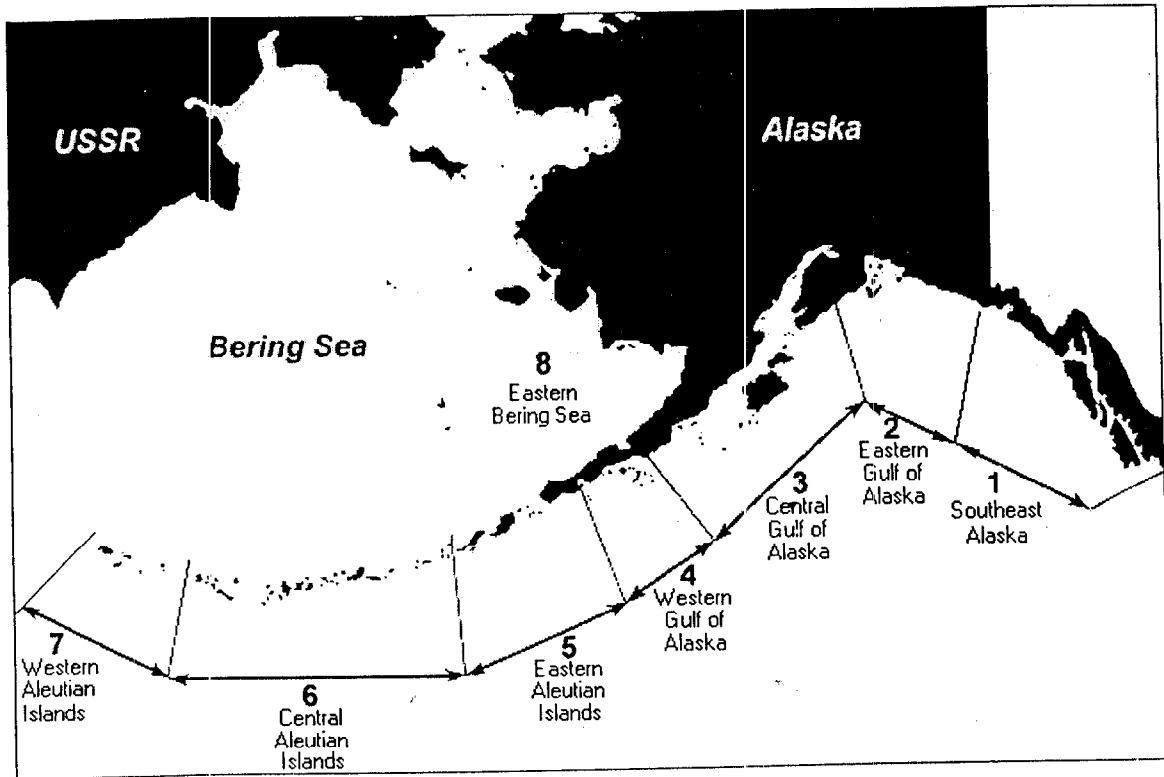 USSR
Alaska
Bering Sea
8
Eastern
Bering Sea
2
Eastern
Gulf of
Alaska
1
Southeast
Alaska
3
Central
Gulf of
Alaska
4
Western
Gulf of
Alaska
5
Eastern
Aleutian
Islands
6
Central
Aleutian
Islands
7
Western
Aleutian
Islands